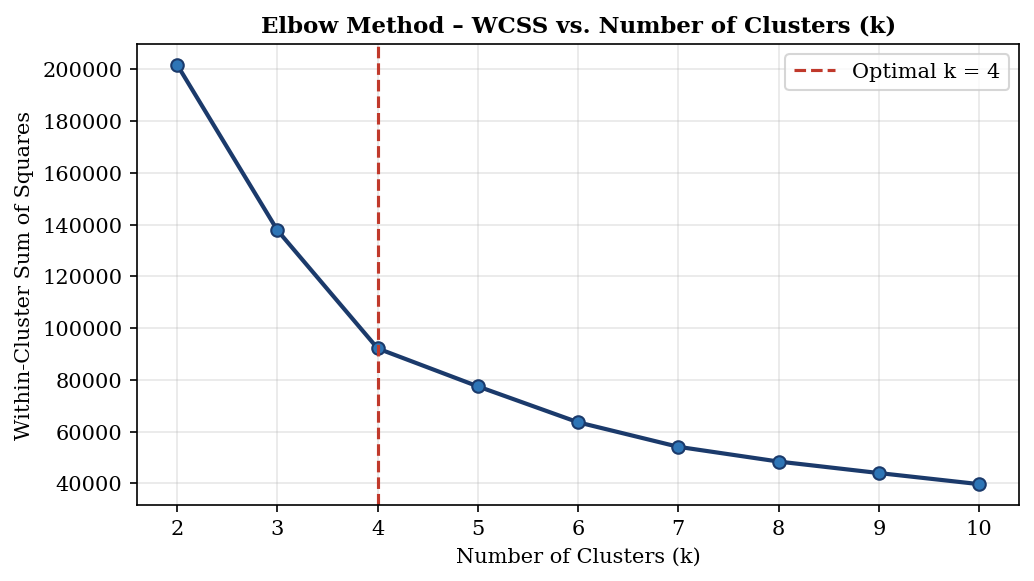 Elbow Method – WCSS vs. Number of Clusters (k)
Optimal k = 4
Within-Cluster Sum of Squares
200000
180000
160000
140000
120000
100000
80000
60000
40000
2 3 4 5 6 7 8 9 10
Number of Clusters (k)